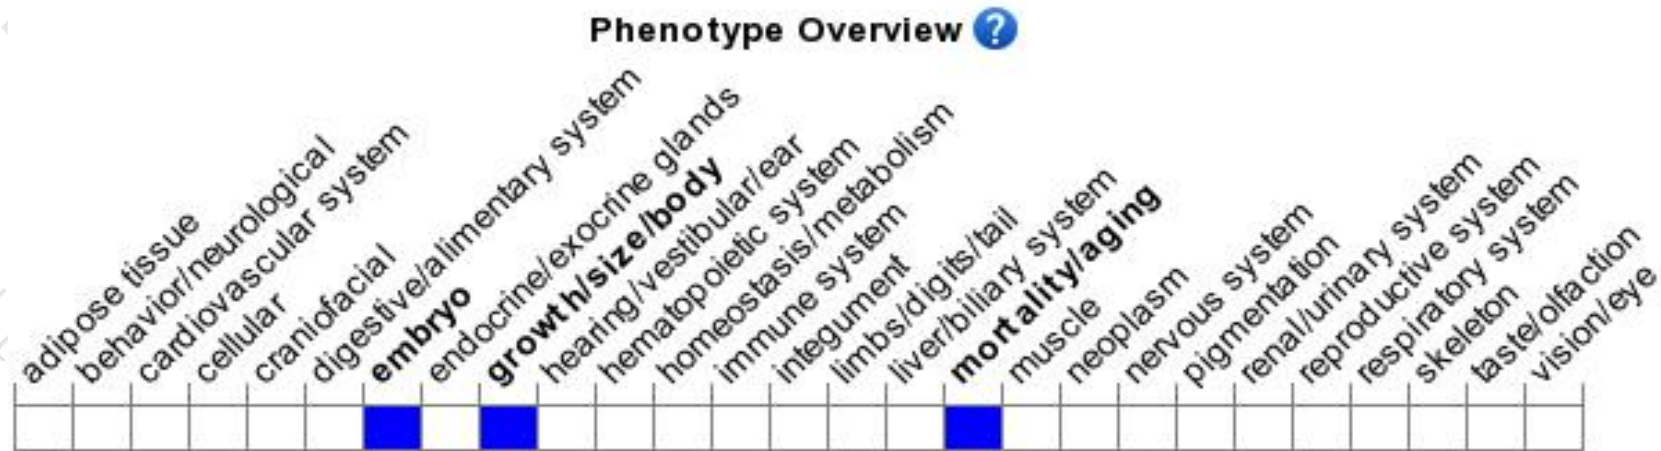 Phenotype Overview ?
adipose tissue
behavior/neurological
cardiovascular system
cellular
craniofacial
digestive/alimentary system
embryo
endocrine/exocrine glands
growth/size/body
hearing/vestibular/ear
hematopoietic system
homeostasis/metabolism
immune system
integument
limbs/digits/tail
liver/biliary system
mortality/aging
muscle
neoplasm
nervous system
pigmentation
renal/urinary system
reproductive system
respiratory system
skeleton
taste/olfaction
vision/eye